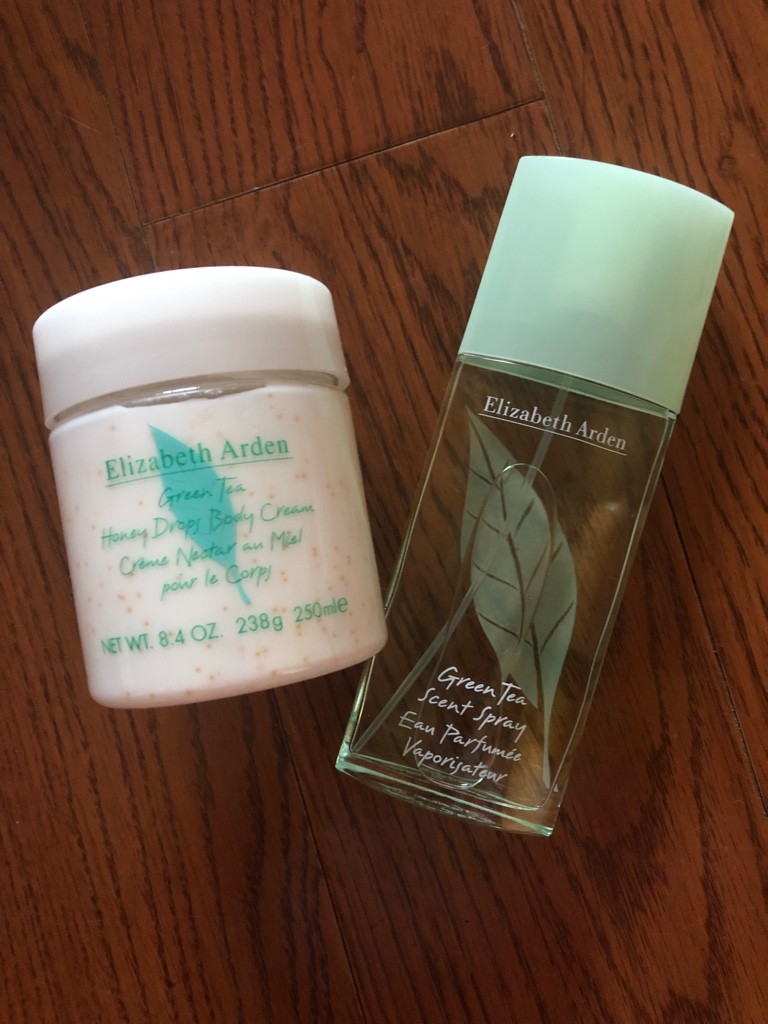 Elizabeth Arden
Green Tea
Honey Drops Body Cream
Crème Nectar au Miel
pour le Corps
NET WT. 8.4 OZ. 238g 250mle
Elizabeth Arden
Green Tea
Scent Spray
Eau Parfumée
Vaporisateur